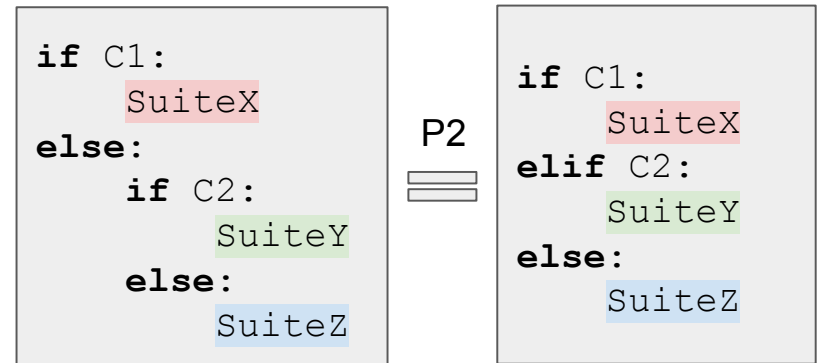 if C1:
    SuiteX
else:
    if C2:
        SuiteY
    else:
        SuiteZ
P2
if C1:
    SuiteX
elif C2:
    SuiteY
else:
    SuiteZ